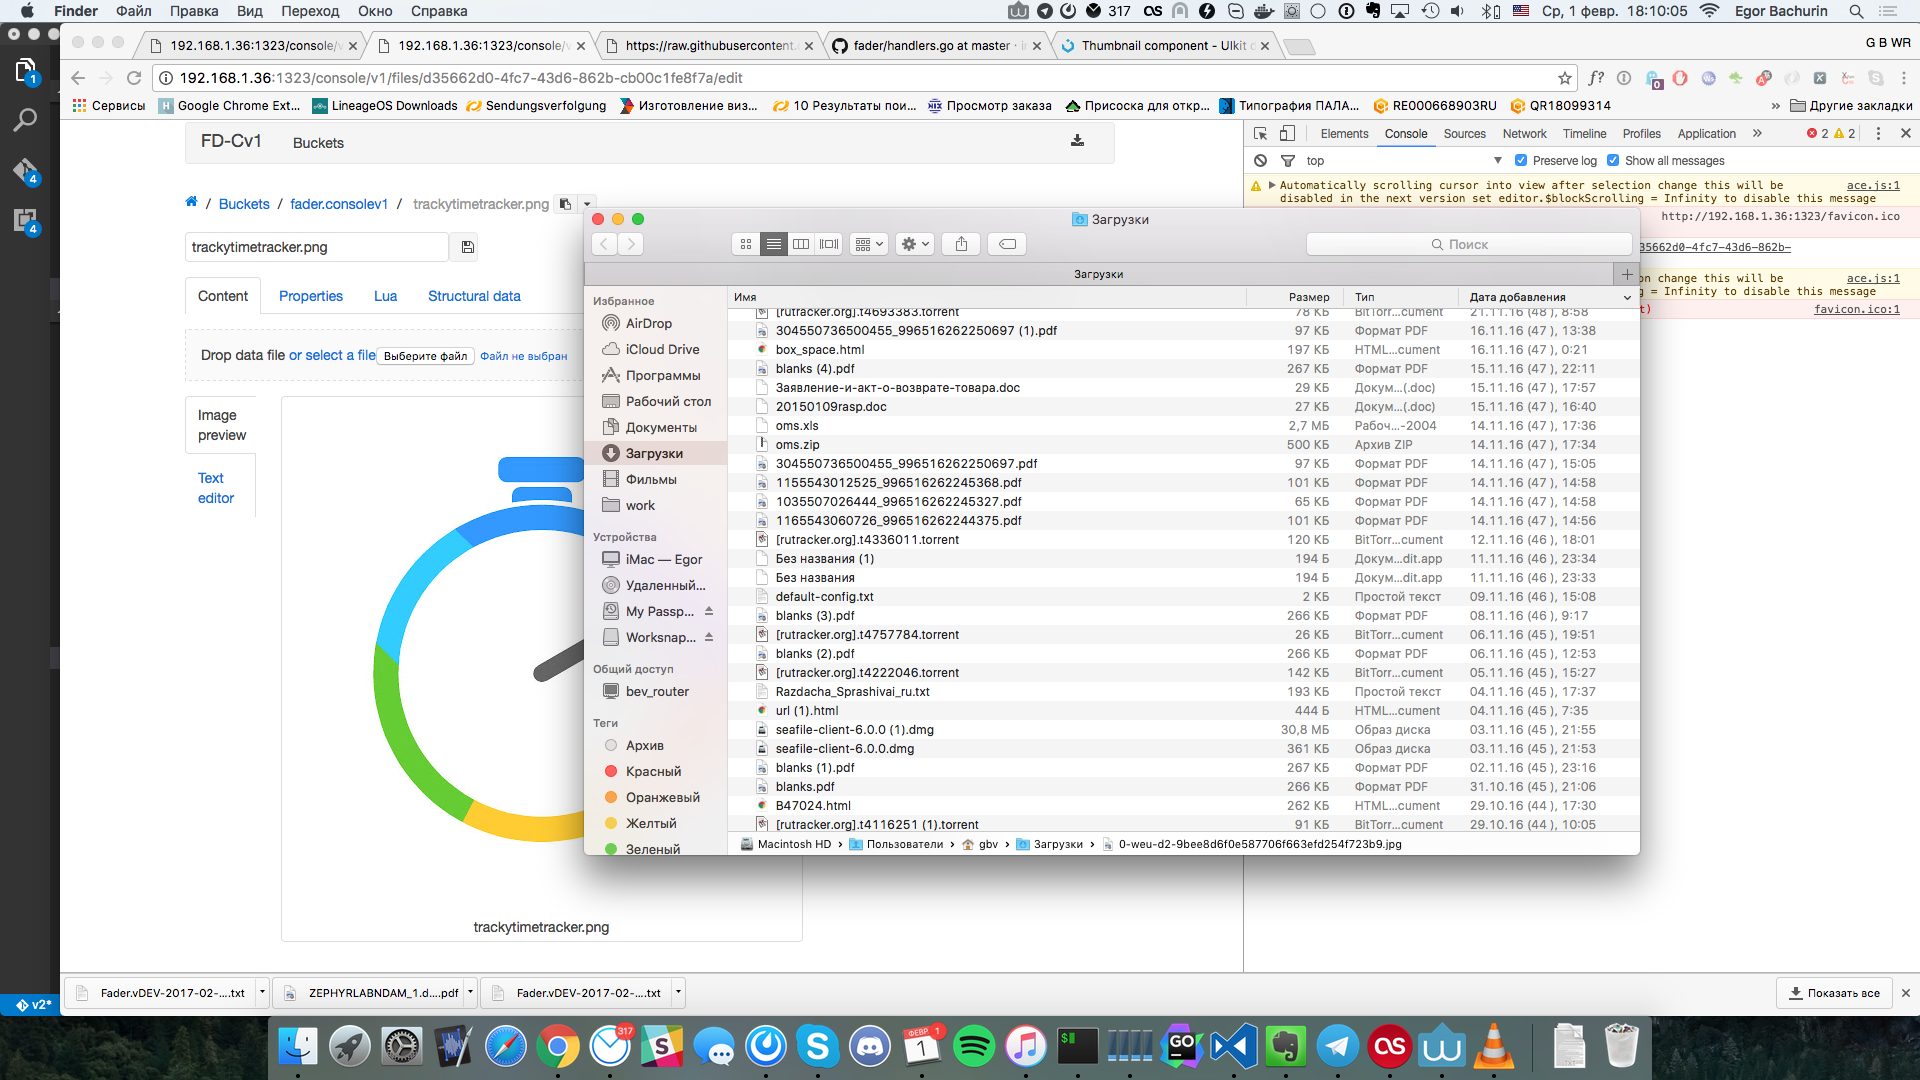 Finder Файл Правка Вид Переход Окно Справка 317 Ср, 1 февр. 18:10:05 Egor Bachurin
192.168.1.36:1323/console/v
192.168.1.36:1323/console/v
https://raw.githubusercontent.
fader/handlers.go at master ·
Thumbnail component - UIkit d
G B WR
192.168.1.36:1323/console/v1/files/d35662d0-4fc7-43d6-862b-cb00c1fe8f7a/edit
Сервисы
Google Chrome Ext...
LineageOS Downloads
Sendungsverfolgung
Изготовление виз...
10 Результаты пои...
Просмотр заказа
Присоска для откр...
Типография ПАЛА...
RE000668903RU
QR18099314
» Другие закладки
FD-Cv1 Buckets
/ Buckets / fader.consolev1 / trackytimetracker.png
trackytimetracker.png
Content Properties Lua Structural data
Drop data file or select a file Выберите файл Файл не выбран
Image
preview
Text
editor
trackytimetracker.png
Elements Console Sources Network Timeline Profiles Application » 2 2
top Preserve log Show all messages
Automatically scrolling cursor into view after selection change this will be ace.js:1
disabled in the next version set editor.$blockScrolling = Infinity to disable this message
http://192.168.1.36:1323/favicon.ico
35662d0-4fc7-43d6-862b-
on change this will be ace.js:1
g = Infinity to disable this message
t) favicon.ico:1
Загрузки
Поиск
Загрузки
Избранное
AirDrop
iCloud Drive
Программы
Рабочий стол
Документы
Загрузки
Фильмы
work
Устройства
iMac — Egor
Удаленный...
My Passp...
Worksnap...
Общий доступ
bev_router
Теги
Архив
Красный
Оранжевый
Желтый
Зеленый
Имя Размер Тип Дата добавления
[rutracker.org].t4693383.torrent 78 КБ BitTorr...cument 21.11.16 (48 ), 8:58
304550736500455_996516262250697 (1).pdf 97 КБ Формат PDF 16.11.16 (47 ), 13:38
box_space.html 197 КБ HTML...cument 16.11.16 (47 ), 0:21
blanks (4).pdf 267 КБ Формат PDF 15.11.16 (47 ), 22:11
Заявление-и-акт-о-возврате-товара.doc 29 КБ Докум...(.doc) 15.11.16 (47 ), 17:57
20150109rasp.doc 27 КБ Докум...(.doc) 15.11.16 (47 ), 16:40
oms.xls 2,7 МБ Рабоч...-2004 14.11.16 (47 ), 17:36
oms.zip 500 КБ Архив ZIP 14.11.16 (47 ), 17:34
304550736500455_996516262250697.pdf 97 КБ Формат PDF 14.11.16 (47 ), 15:05
1155543012525_996516262245368.pdf 101 КБ Формат PDF 14.11.16 (47 ), 14:58
1035507026444_996516262245327.pdf 65 КБ Формат PDF 14.11.16 (47 ), 14:58
1165543060726_996516262244375.pdf 101 КБ Формат PDF 14.11.16 (47 ), 14:56
[rutracker.org].t4336011.torrent 120 КБ BitTorr...cument 12.11.16 (46 ), 18:01
Без названия (1) 194 Б Докум...dit.app 11.11.16 (46 ), 23:34
Без названия 194 Б Докум...dit.app 11.11.16 (46 ), 23:33
default-config.txt 2 КБ Простой текст 09.11.16 (46 ), 15:08
blanks (3).pdf 266 КБ Формат PDF 08.11.16 (46 ), 9:17
[rutracker.org].t4757784.torrent 26 КБ BitTorr...cument 06.11.16 (45 ), 19:51
blanks (2).pdf 266 КБ Формат PDF 06.11.16 (45 ), 12:53
[rutracker.org].t4222046.torrent 142 КБ BitTorr...cument 05.11.16 (45 ), 15:27
Razdacha_Sprashivai_ru.txt 193 КБ Простой текст 04.11.16 (45 ), 17:37
url (1).html 444 Б HTML...cument 04.11.16 (45 ), 7:35
seafile-client-6.0.0 (1).dmg 30,8 МБ Образ диска 03.11.16 (45 ), 21:55
seafile-client-6.0.0.dmg 361 КБ Образ диска 03.11.16 (45 ), 21:53
blanks (1).pdf 267 КБ Формат PDF 02.11.16 (45 ), 23:16
blanks.pdf 266 КБ Формат PDF 31.10.16 (45 ), 21:06
B47024.html 262 КБ HTML...cument 29.10.16 (44 ), 17:30
[rutracker.org].t4116251 (1).torrent 91 КБ BitTorr...cument 29.10.16 (44 ), 10:05
Macintosh HD › Пользователи › gbv › Загрузки › 0-weu-d2-9bee8d6f0e587706f663efd254f723b9.jpg
Fader.vDEV-2017-02-....txt
ZEPHYRLABNDAM_1.d....pdf
Fader.vDEV-2017-02-....txt
Показать все
1
4
4
v2*
317
ФЕВР. 1
1
GO